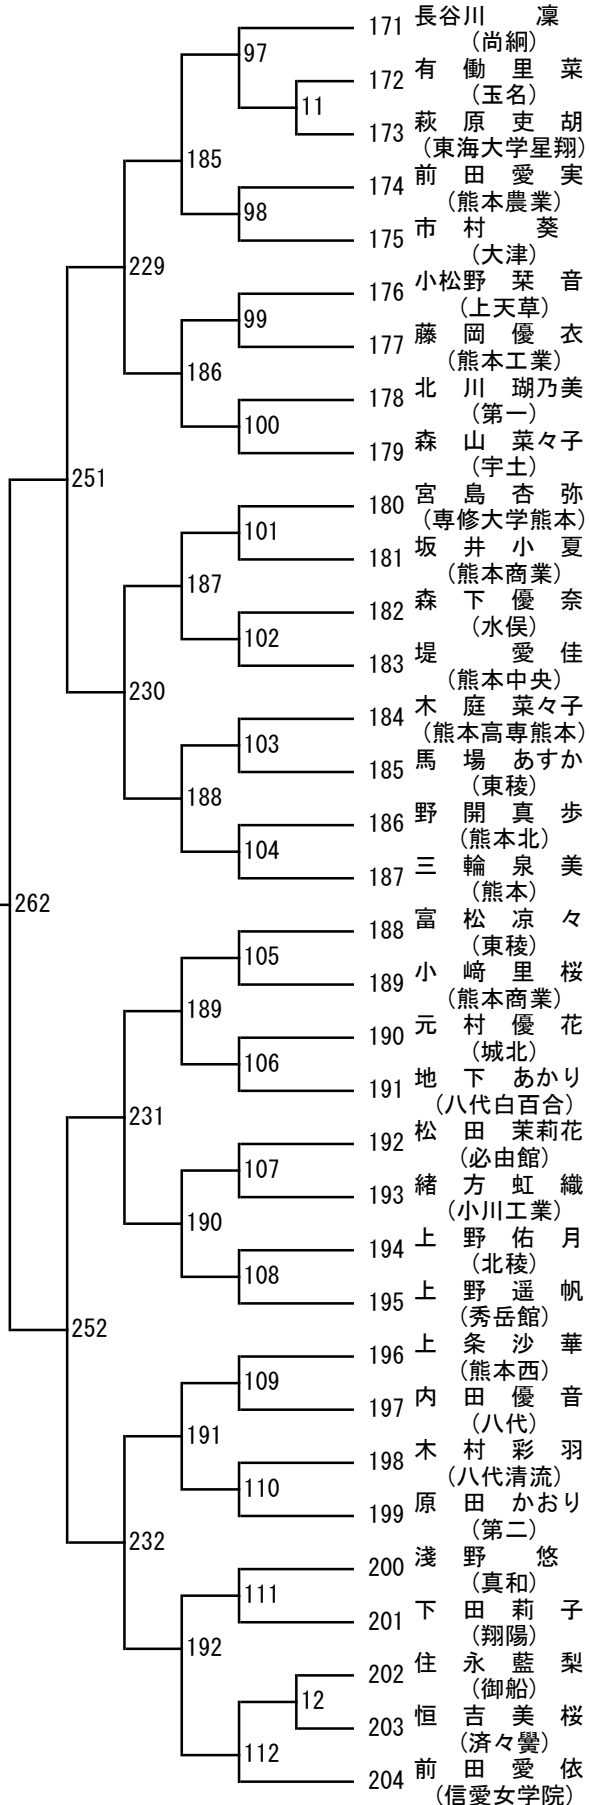 171 長谷川 凜
(尚絅)
97
172 有働里菜
(玉名)
11
173 萩原吏胡
(東海大学星翔)
185
174 前田愛実
(熊本農業)
98
175 市村 葵
(大津)
229
176 小松野 栞 音
(上天草)
99
177 藤岡優衣
(熊本工業)
186
178 北川 瑚乃美
(第一)
100
179 森山 菜々子
(宇土)
251
180 宮島杏弥
(専修大学熊本)
101
181 坂井小夏
(熊本商業)
187
182 森下優奈
(水俣)
102
183 堤 愛佳
(熊本中央)
230
184 木庭 菜々子
(熊本高専熊本)
103
185 馬場 あすか
(東稜)
188
186 野開真歩
(熊本北)
104
187 三輪泉美
(熊本)
262
188 富松凉々
(東稜)
105
189 小﨑里桜
(熊本商業)
189
190 元村優花
(城北)
106
191 地下 あかり
(八代白百合)
231
192 松田 茉莉花
(必由館)
107
193 緒方虹織
(小川工業)
190
194 上野佑月
(北稜)
108
195 上野遥帆
(秀岳館)
252
196 上条沙華
(熊本西)
109
197 内田優音
(八代)
191
198 木村彩羽
(八代清流)
110
199 原田 かおり
(第二)
232
200 淺野 悠
(真和)
111
201 下田莉子
(翔陽)
192
202 住永藍梨
(御船)
12
203 恒吉美桜
(済々黌)
112
204 前田愛依
(信愛女学院)